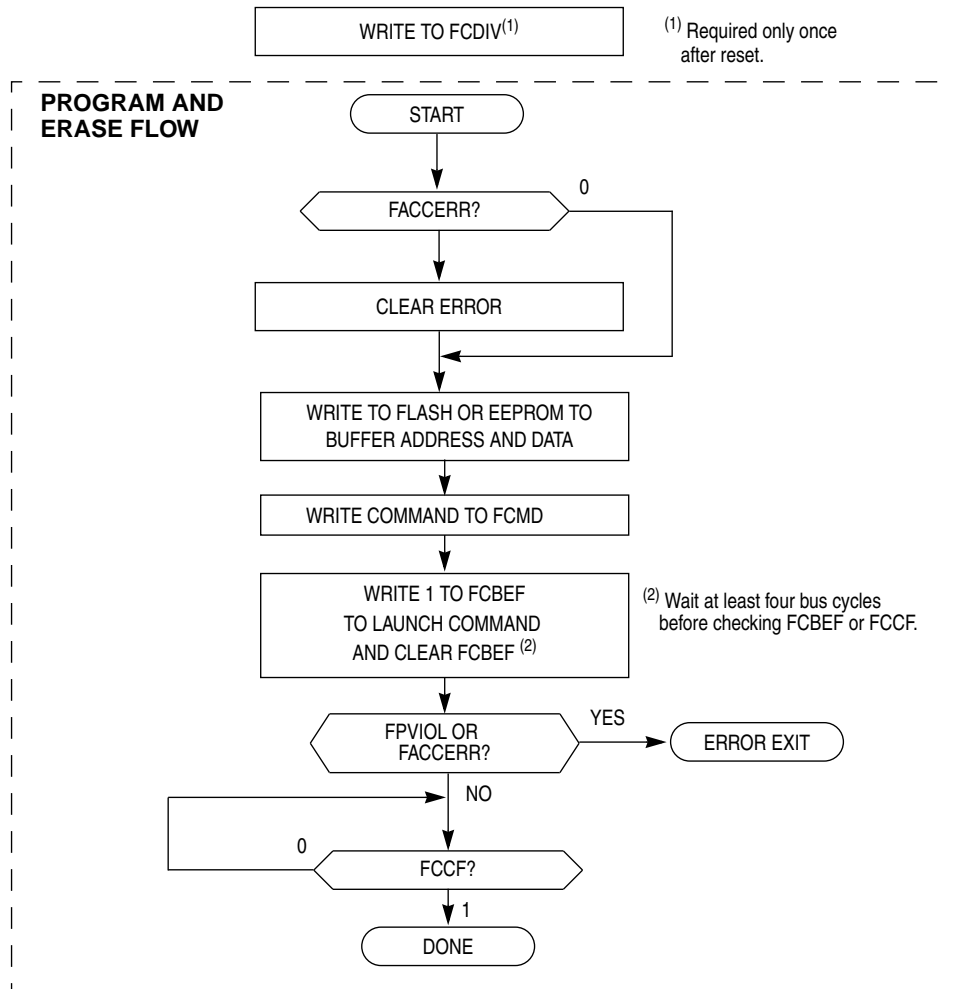 WRITE TO FCDIV(1)
(1) Required only once
after reset.
PROGRAM AND
ERASE FLOW
START
0
FACCERR?
CLEAR ERROR
WRITE TO FLASH OR EEPROM TO
BUFFER ADDRESS AND DATA
WRITE COMMAND TO FCMD
WRITE 1 TO FCBEF
TO LAUNCH COMMAND
AND CLEAR FCBEF (2)
(2) Wait at least four bus cycles
before checking FCBEF or FCCF.
FPVIOL OR
FACCERR?
YES
ERROR EXIT
NO
0
FCCF?
1
DONE